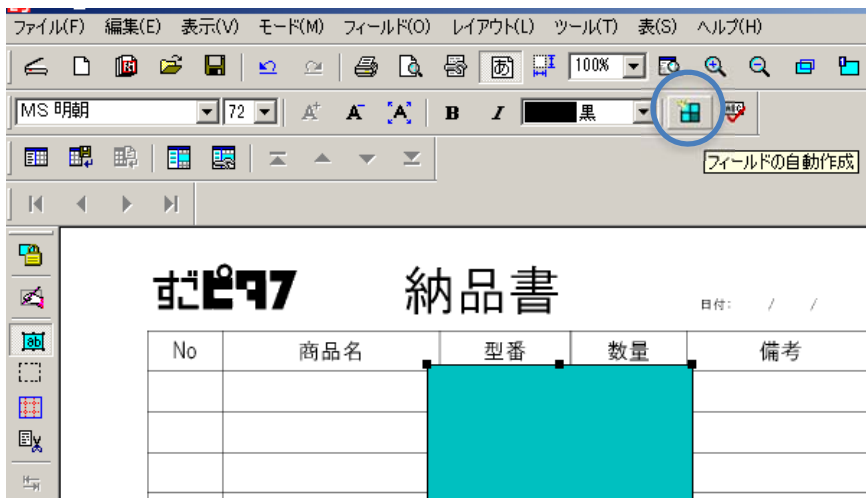 ファイル(F) 編集(E) 表示(V) モード(M) フィールド(O) レイアウト(L) ツール(T) 表(S) ヘルプ(H)
あ 100%
MS 明朝 72 A A A B I 黒 ABC
フィールドの自動作成
すごピタ7 納品書 日付: / /
ab
No 商品名 型番 数量 備考